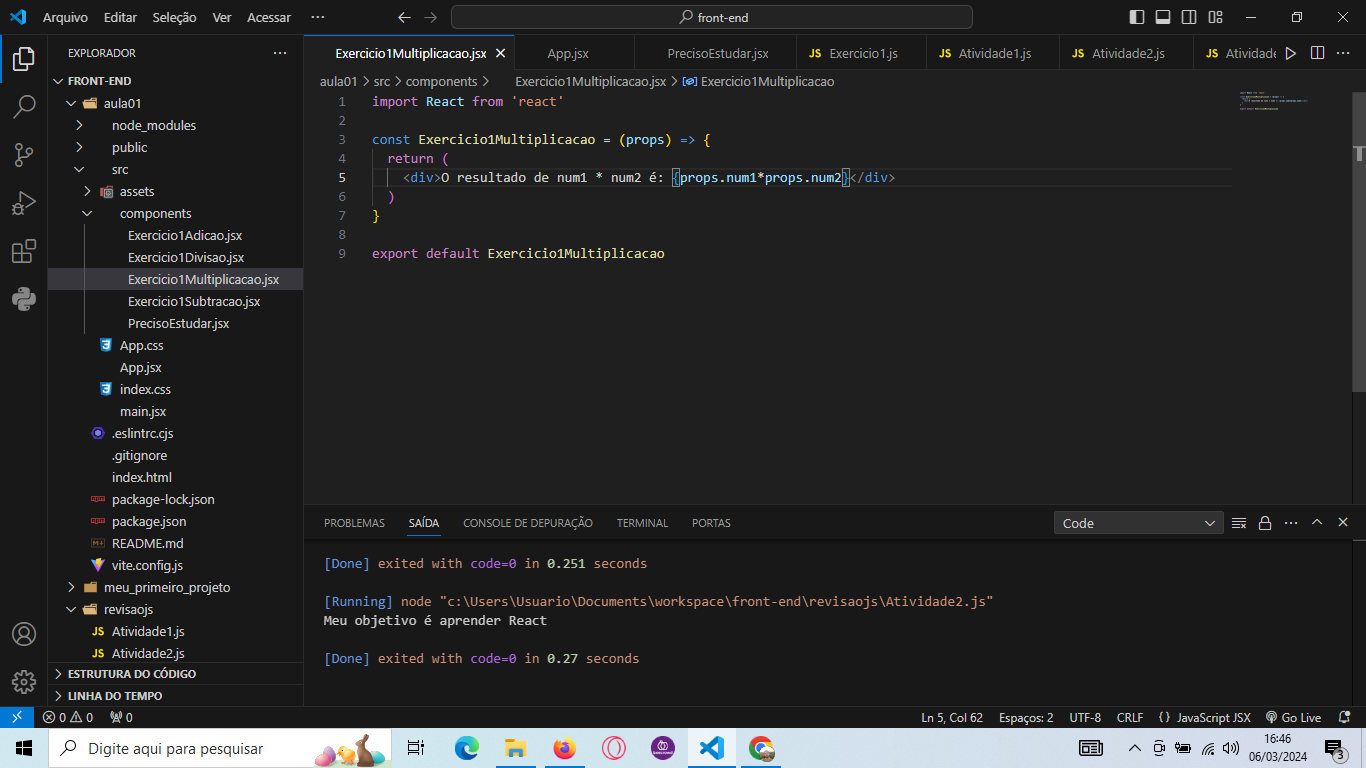 Arquivo Editar Seleção Ver Acessar ···
front-end
EXPLORADOR ···
FRONT-END
aula01
node_modules
public
src
assets
components
Exercicio1Adicao.jsx
Exercicio1Divisao.jsx
Exercicio1Multiplicacao.jsx
Exercicio1Subtracao.jsx
PrecisoEstudar.jsx
App.css
App.jsx
index.css
main.jsx
.eslintrc.cjs
.gitignore
index.html
package-lock.json
package.json
README.md
vite.config.js
meu_primeiro_projeto
revisaojs
JS Atividade1.js
JS Atividade2.js
ESTRUTURA DO CÓDIGO
LINHA DO TEMPO
Exercicio1Multiplicacao.jsx App.jsx PrecisoEstudar.jsx JS Exercicio1.js JS Atividade1.js JS Atividade2.js JS Atividade
aula01 > src > components > Exercicio1Multiplicacao.jsx > Exercicio1Multiplicacao
1 import React from 'react'
2
3 const Exercicio1Multiplicacao = (props) => {
4 return (
5 <div>O resultado de num1 * num2 é: {props.num1*props.num2}</div>
6 )
7 }
8
9 export default Exercicio1Multiplicacao
PROBLEMAS SAÍDA CONSOLE DE DEPURAÇÃO TERMINAL PORTAS Code
[Done] exited with code=0 in 0.251 seconds
[Running] node "c:\Users\Usuario\Documents\workspace\front-end\revisaojs\Atividade2.js"
Meu objetivo é aprender React
[Done] exited with code=0 in 0.27 seconds
0 0 0 Ln 5, Col 62 Espaços: 2 UTF-8 CRLF {} JavaScript JSX Go Live
Digite aqui para pesquisar
16:46
06/03/2024
3